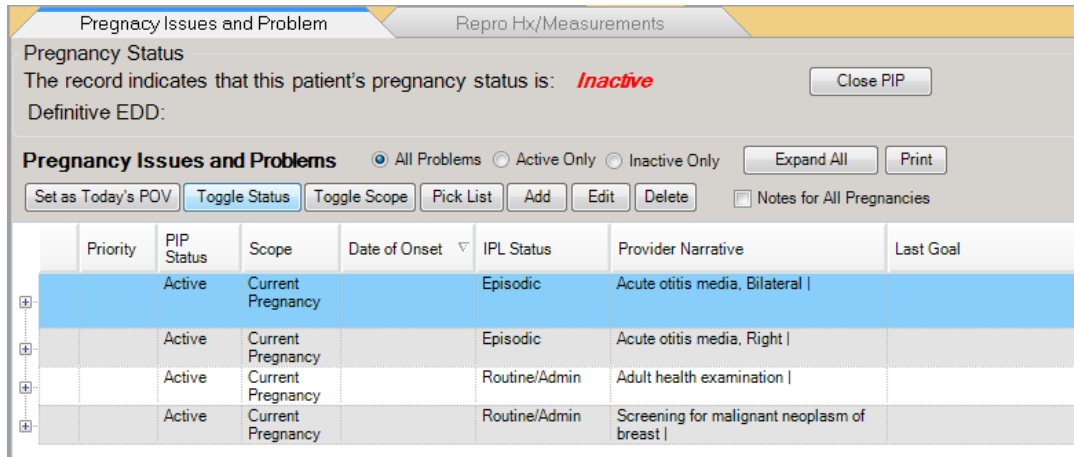 Pregnacy Issues and Problem Repro Hx/Measurements
Pregnancy Status
The record indicates that this patient's pregnancy status is: Inactive Close PIP
Definitive EDD:
Pregnancy Issues and Problems All Problems Active Only Inactive Only Expand All Print
Set as Today's POV Toggle Status Toggle Scope Pick List Add Edit Delete Notes for All Pregnancies
Priority PIP Status Scope Date of Onset IPL Status Provider Narrative Last Goal
Active Current Pregnancy Episodic Acute otitis media, Bilateral |
Active Current Pregnancy Episodic Acute otitis media, Right |
Active Current Pregnancy Routine/Admin Adult health examination |
Active Current Pregnancy Routine/Admin Screening for malignant neoplasm of breast |